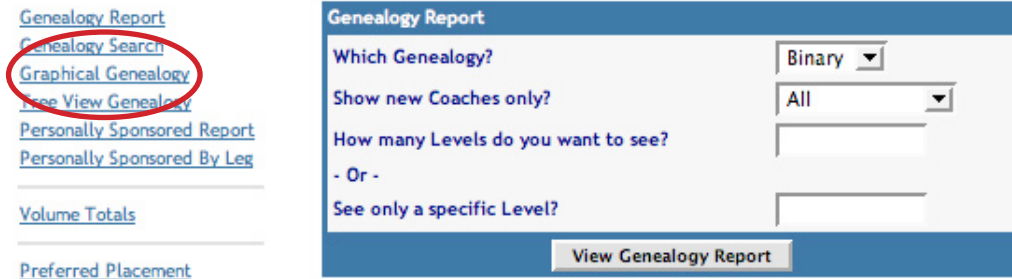 Genealogy Report
Genealogy Search
Graphical Genealogy
Tree View Genealogy
Personally Sponsored Report
Personally Sponsored By Leg
Volume Totals
Preferred Placement
Genealogy Report
Which Genealogy? Binary
Show new Coaches only? All
How many Levels do you want to see?
- Or -
See only a specific Level?
View Genealogy Report